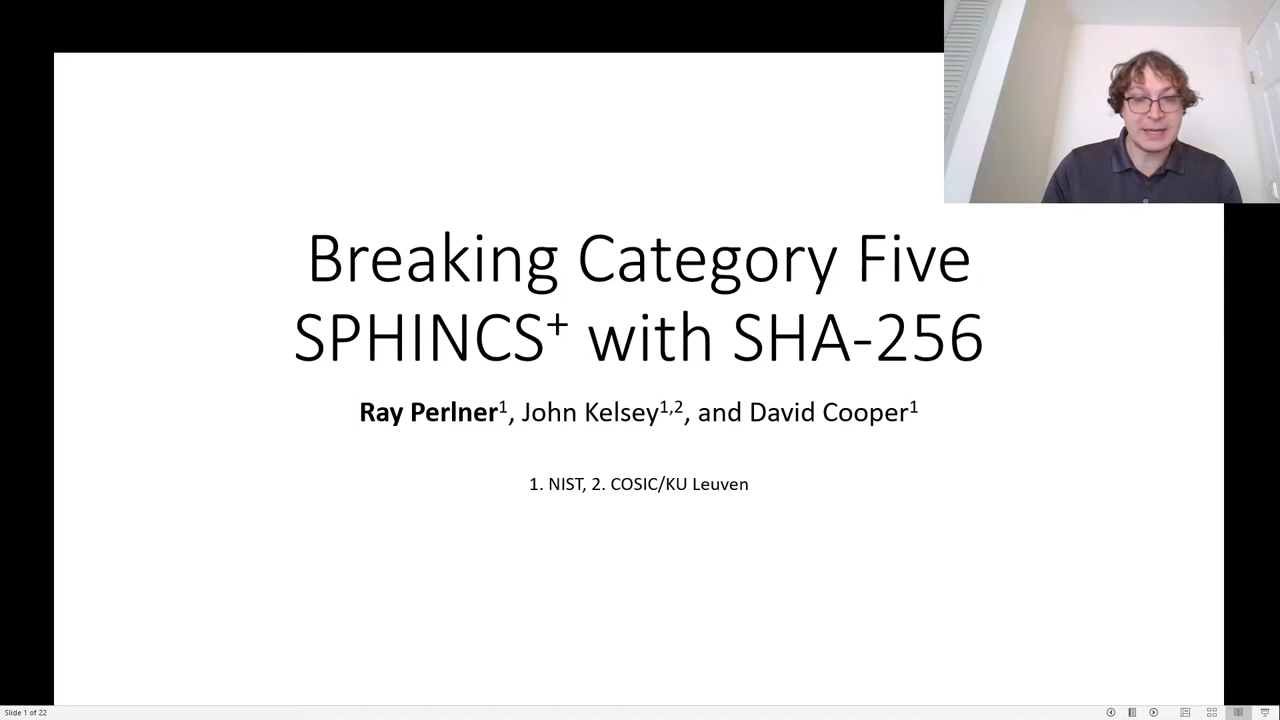 Breaking Category Five
SPHINCS⁺ with SHA-256
Ray Perlner¹, John Kelsey¹,², and David Cooper¹
1. NIST, 2. COSIC/KU Leuven
Slide 1 of 22